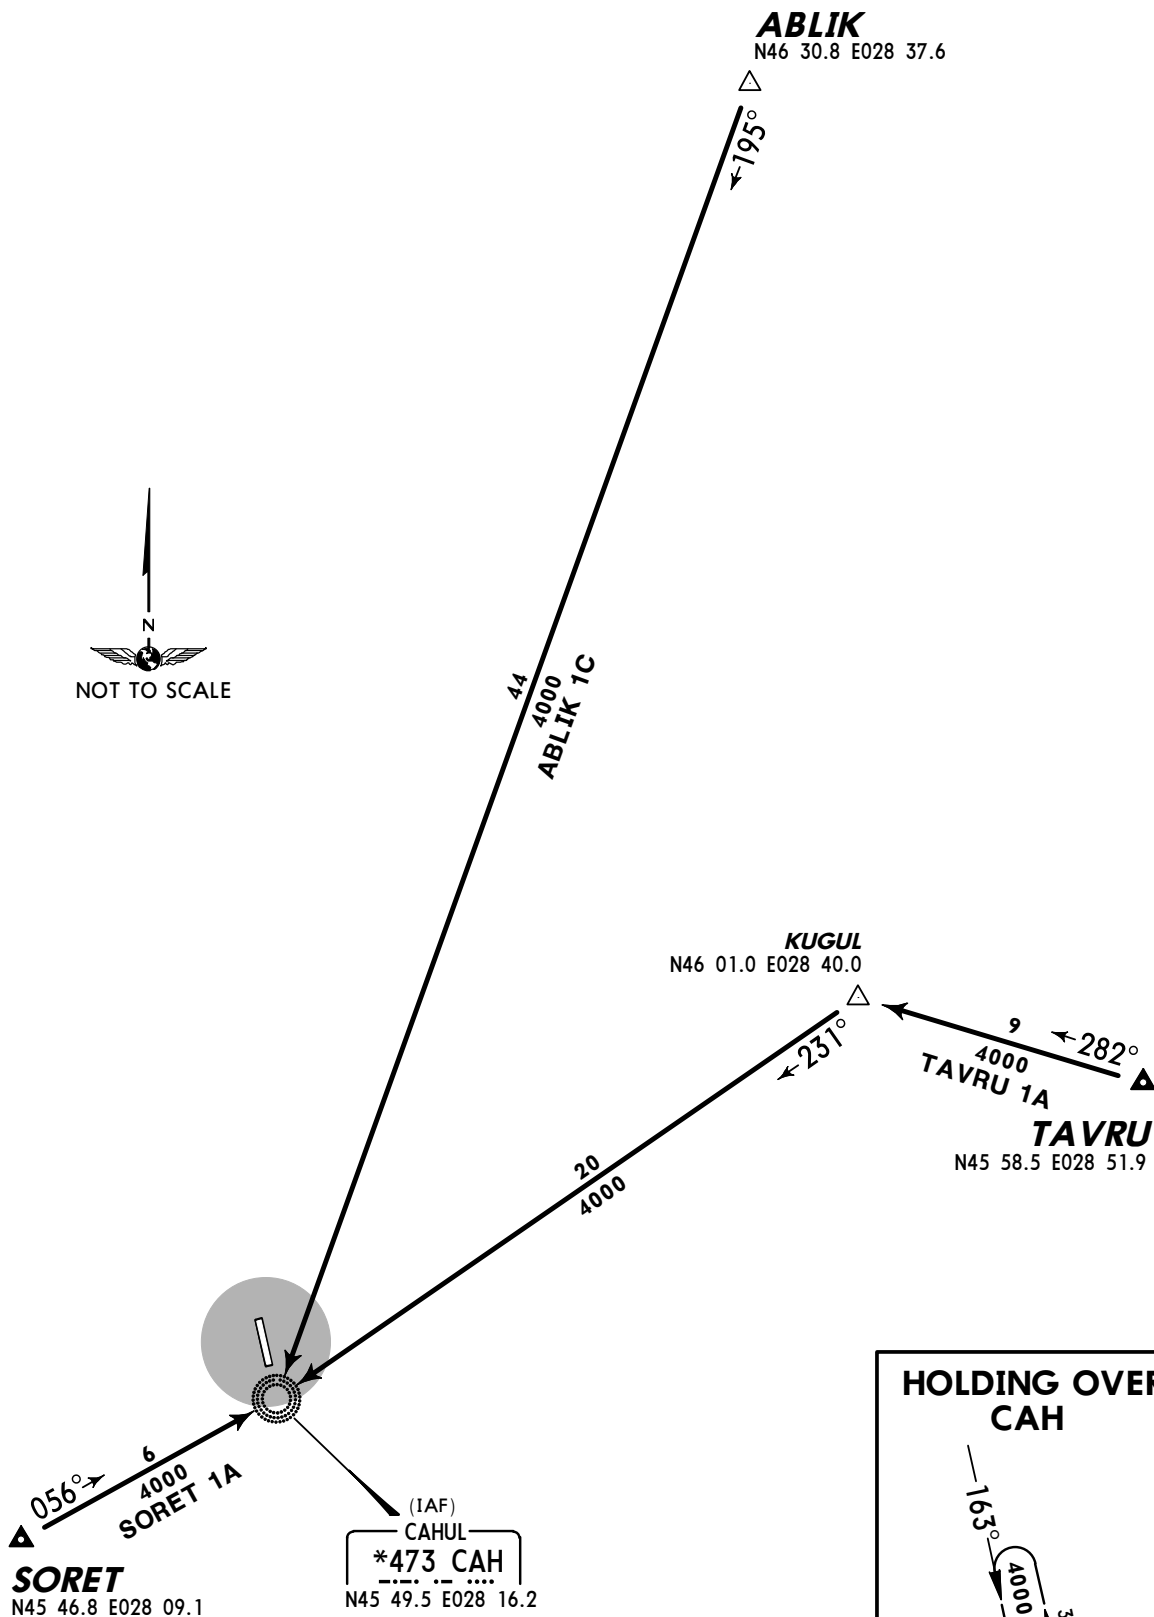 ABLIK
N46 30.8 E028 37.6
195°
N
NOT TO SCALE
44
4000
ABLIK 1C
KUGUL
N46 01.0 E028 40.0
231°
9
282°
4000
TAVRU 1A
TAVRU
N45 58.5 E028 51.9
20
4000
6
056°
4000
SORET 1A
SORET
N45 46.8 E028 09.1
(IAF)
CAHUL
*473 CAH
N45 49.5 E028 16.2
HOLDING OVER
CAH
163°
4000
3